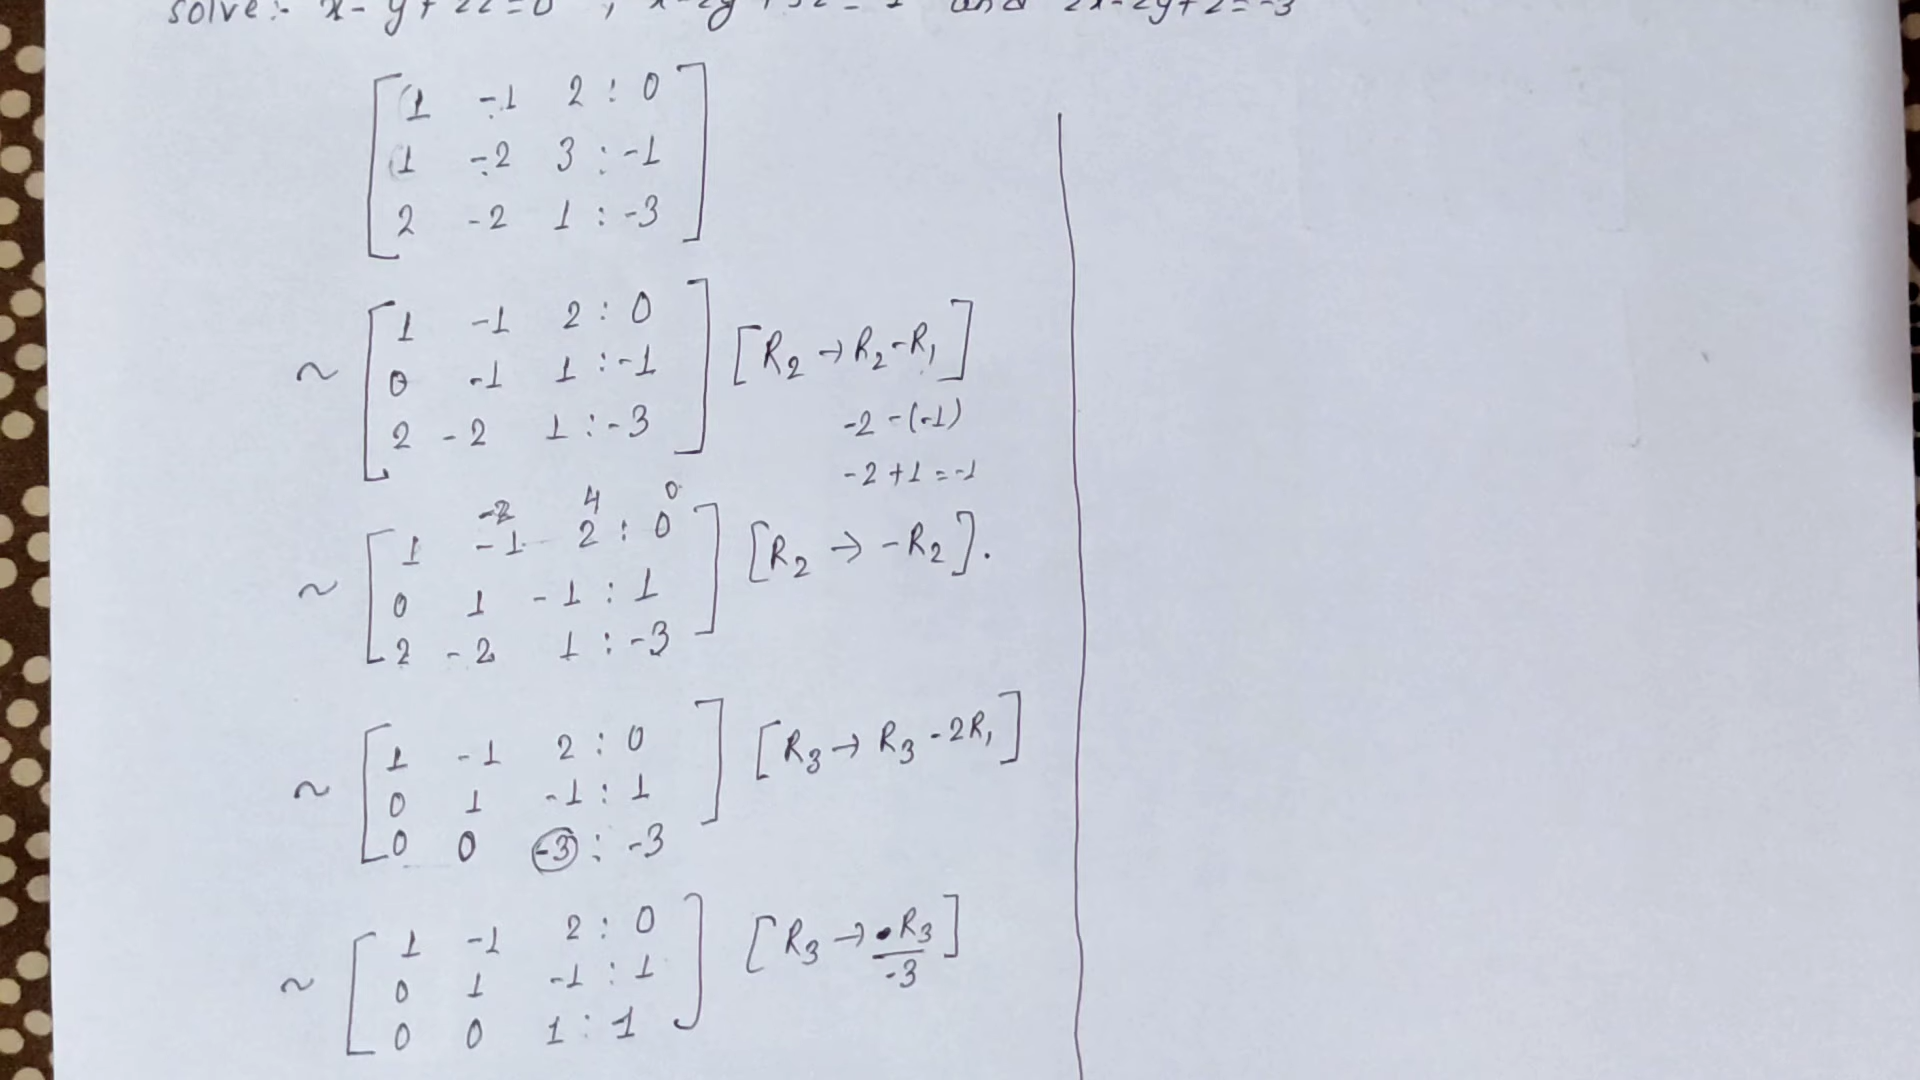 solve:- x-y+2z=0 , x-2y+3z=-1 and 2x-2y+z=-3
[1 -1 2 : 0
1 -2 3 : -1
2 -2 1 : -3]
~ [1 -1 2 : 0
0 -1 1 : -1
2 -2 1 : -3] [R₂→R₂-R₁]
-2-(-1)
-2+1=-1
-2 4 0
~ [1 -1 2 : 0
0 1 -1 : 1
2 -2 1 : -3] [R₂ → -R₂].
~ [1 -1 2 : 0
0 1 -1 : 1
0 0 -3 : -3] [R₃→ R₃-2R₁]
~ [1 -1 2 : 0
0 1 -1 : 1
0 0 1 : 1] [R₃→ R₃/-3]